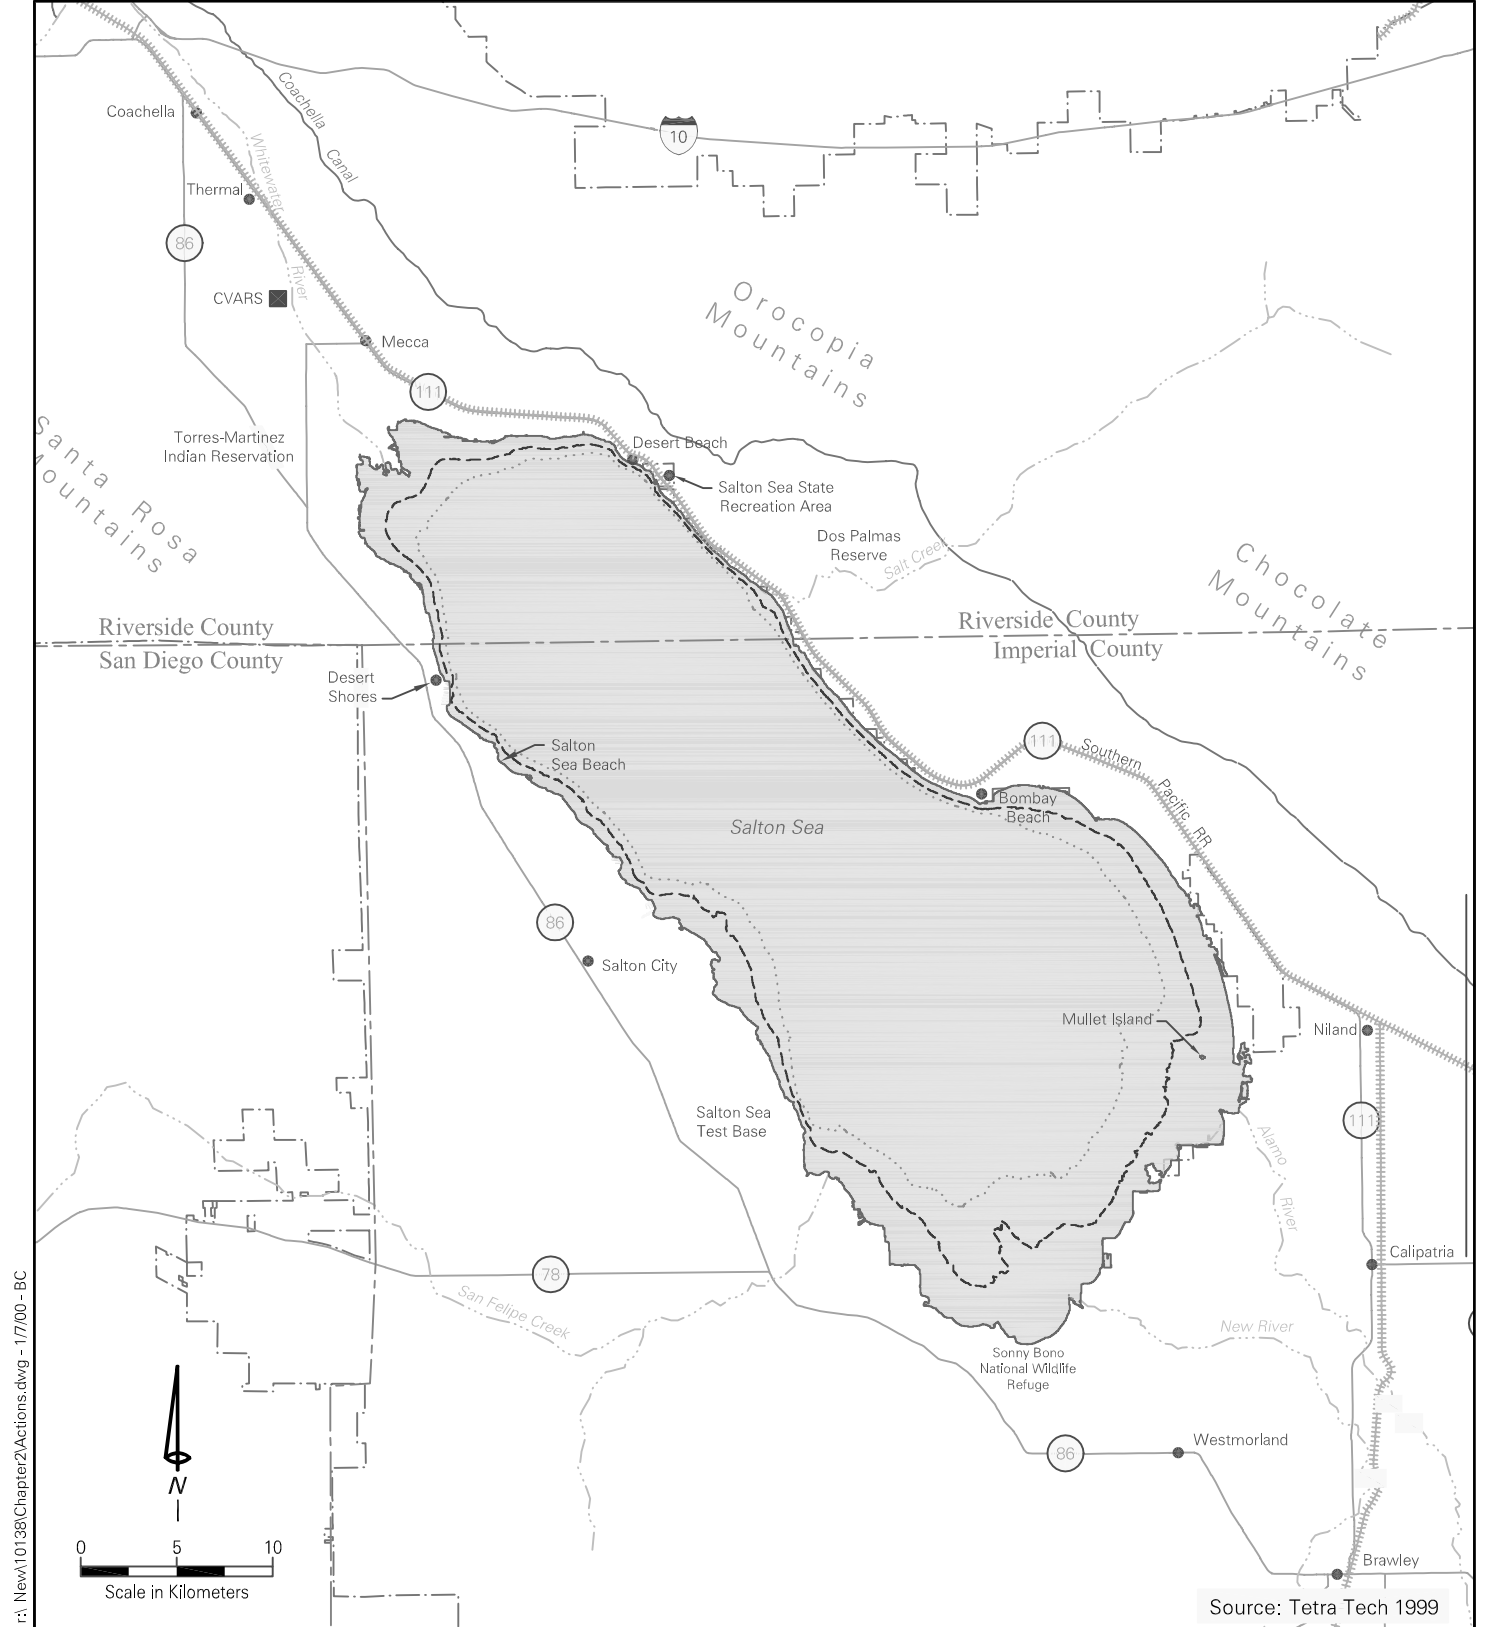 Coachella
Coachella
Canal
10
Whitewater
River
Thermal
86
CVARS
Mecca
111
Orocopia
Mountains
Santa Rosa
Mountains
Torres-Martinez
Indian Reservation
Desert Beach
Salton Sea State
Recreation Area
Dos Palmas
Reserve
Salt Creek
Chocolate
Mountains
Riverside County
San Diego County
Riverside County
Imperial County
Desert
Shores
Salton
Sea Beach
111
Southern
Pacific RR
Bombay
Beach
Salton Sea
86
Salton City
Mullet Island
Niland
111
Salton Sea
Test Base
Alamo
River
Calipatria
78
San Felipe Creek
New River
Sonny Bono
National Wildlife
Refuge
86
Westmorland
Brawley
N
0 5 10
Scale in Kilometers
Source: Tetra Tech 1999
r:\ New\10138\Chapter2\Actions.dwg - 1/7/00 - BC